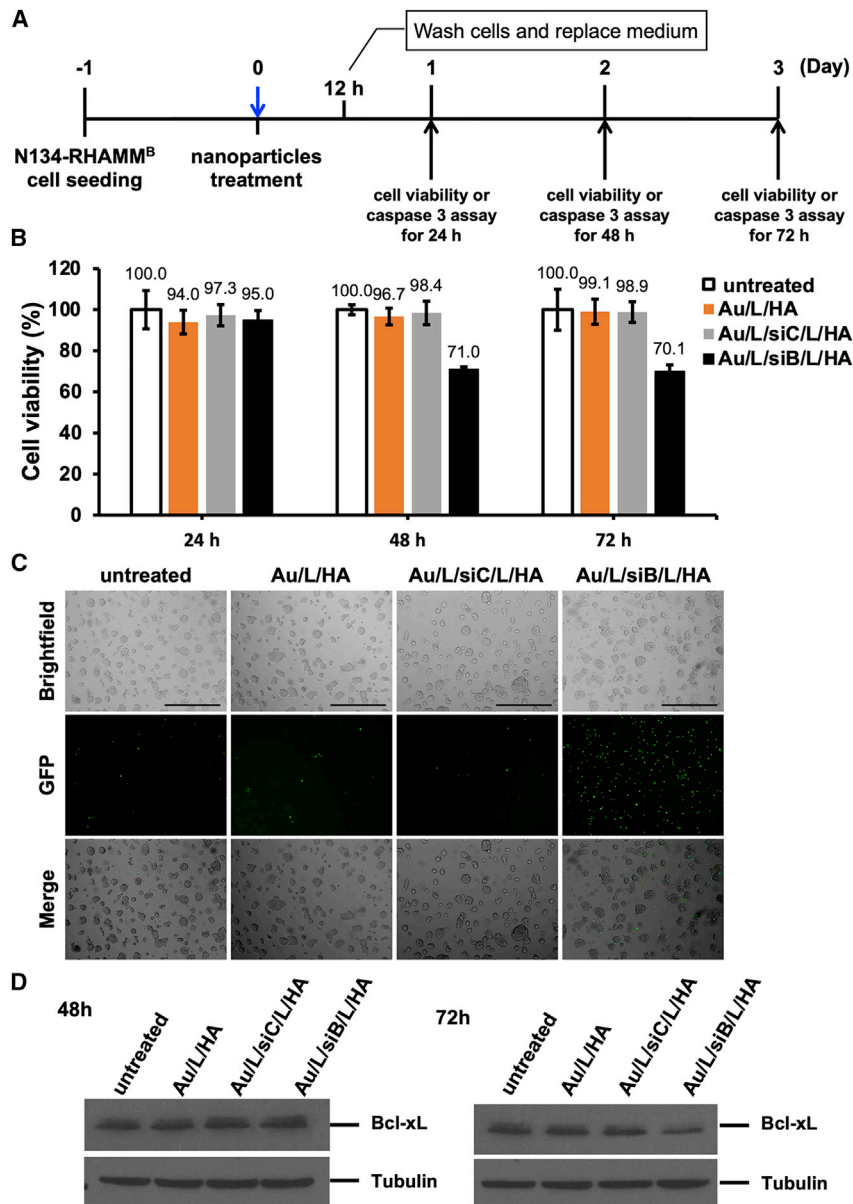 A
Wash cells and replace medium
-1 0 12 h 1 2 3 (Day)
N134-RHAMMᴮ
cell seeding
nanoparticles
treatment
cell viability or
caspase 3 assay
for 24 h
cell viability or
caspase 3 assay
for 48 h
cell viability or
caspase 3 assay
for 72 h
B
Cell viability (%)
120
100
80
60
40
20
0
100.0 94.0 97.3 95.0
100.0 96.7 98.4 71.0
100.0 99.1 98.9 70.1
untreated
Au/L/HA
Au/L/siC/L/HA
Au/L/siB/L/HA
24 h 48 h 72 h
C
untreated Au/L/HA Au/L/siC/L/HA Au/L/siB/L/HA
Brightfield
GFP
Merge
D
48h
untreated
Au/L/HA
Au/L/siC/L/HA
Au/L/siB/L/HA
Bcl-xL
Tubulin
72h
untreated
Au/L/HA
Au/L/siC/L/HA
Au/L/siB/L/HA
Bcl-xL
Tubulin